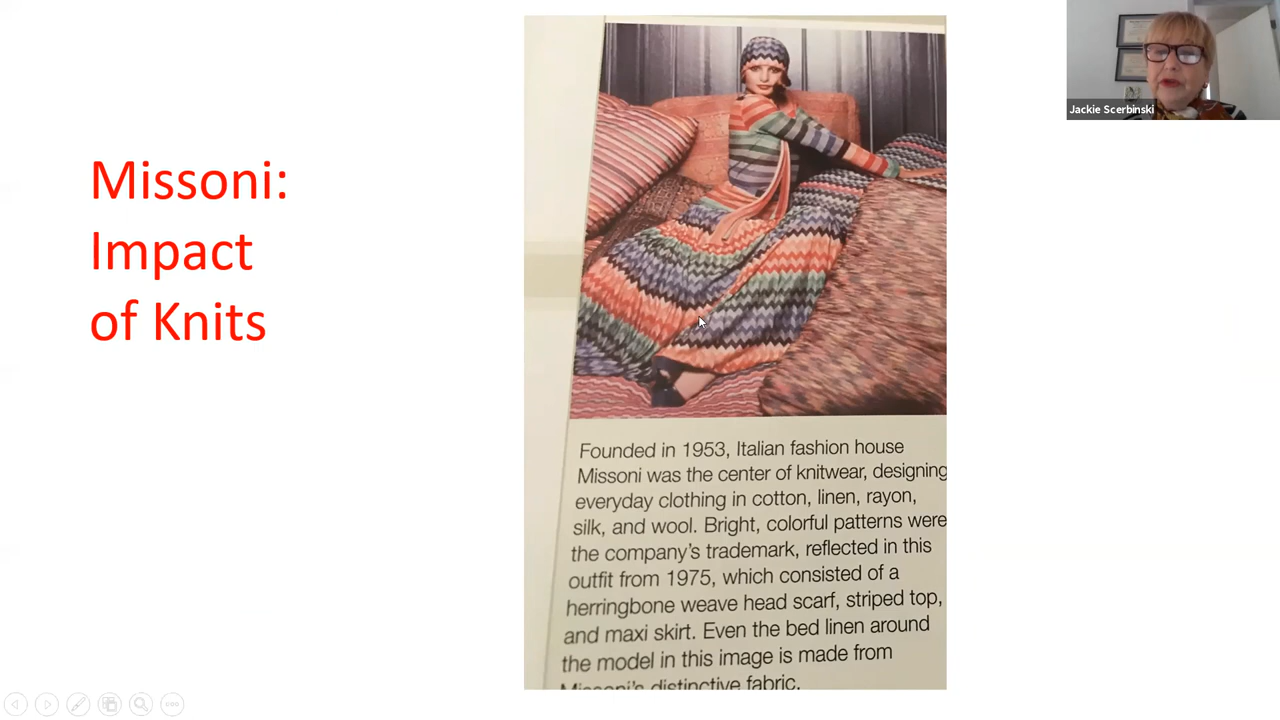 Missoni:
Impact
of Knits
Jackie Scerbinski
Founded in 1953, Italian fashion house
Missoni was the center of knitwear, designing
everyday clothing in cotton, linen, rayon,
silk, and wool. Bright, colorful patterns were
the company's trademark, reflected in this
outfit from 1975, which consisted of a
herringbone weave head scarf, striped top,
and maxi skirt. Even the bed linen around
the model in this image is made from
Missoni's distinctive fabric.